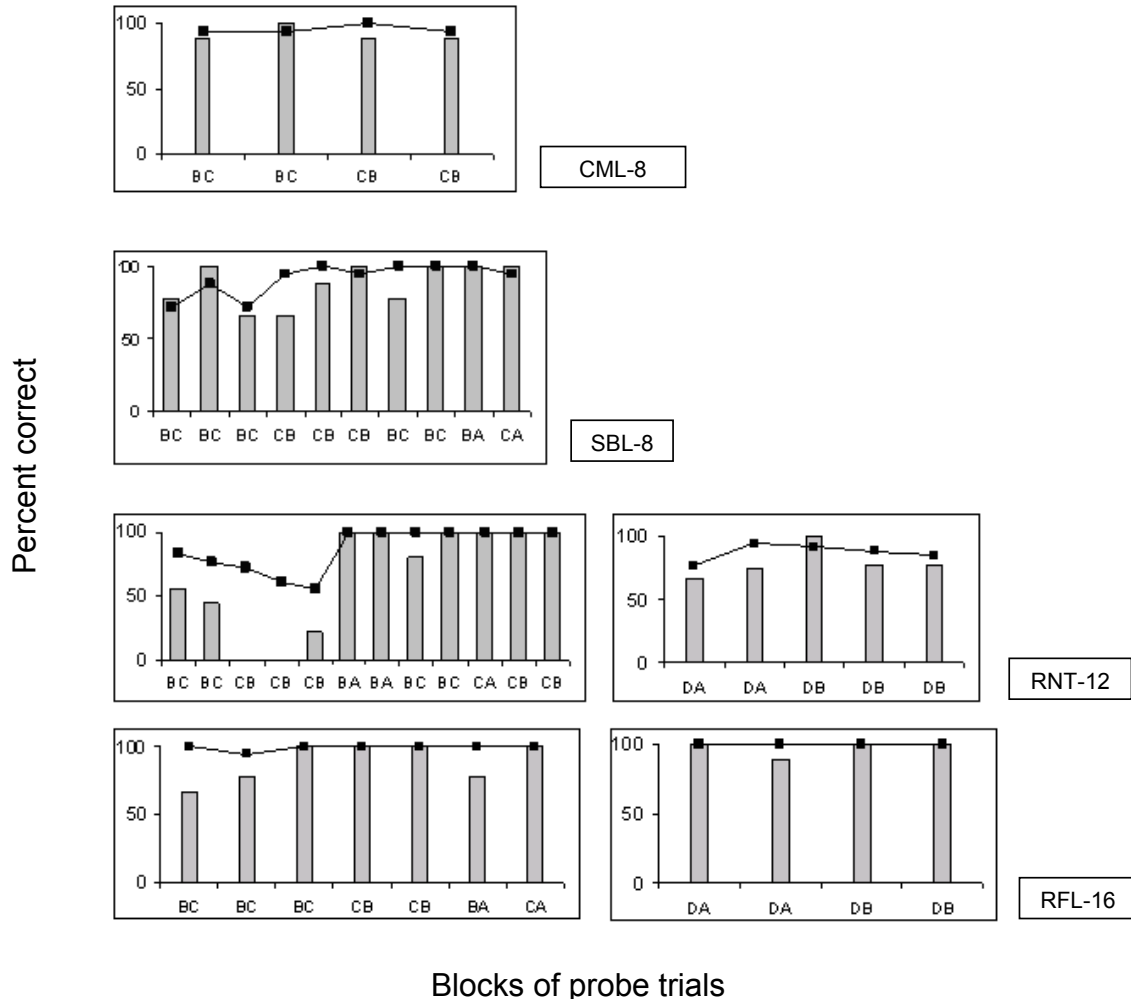 Percent correct
100
50
0
BC BC CB CB
CML-8
100
50
0
BC BC BC CB CB CB BC BC BA CA
SBL-8
100
50
0
BC BC CB CB CB BA BA BC BC CA CB CB
100
50
0
DA DA DB DB DB
RNT-12
100
50
0
BC BC BC CB CB BA CA
100
50
0
DA DA DB DB
RFL-16
Blocks of probe trials